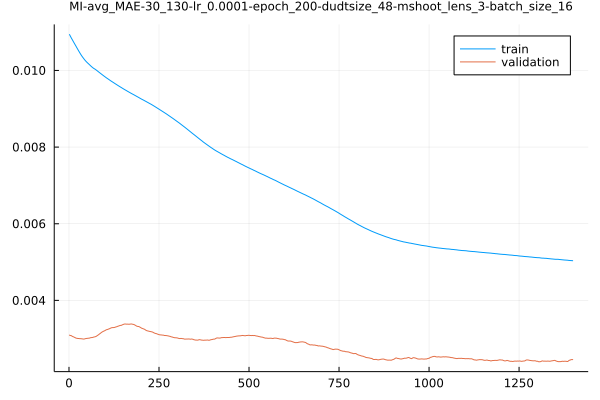 MI-avg_MAE-30_130-lr_0.0001-epoch_200-dudtsize_48-mshoot_lens_3-batch_size_16
train
validation
0.010
0.008
0.006
0.004
0 250 500 750 1000 1250